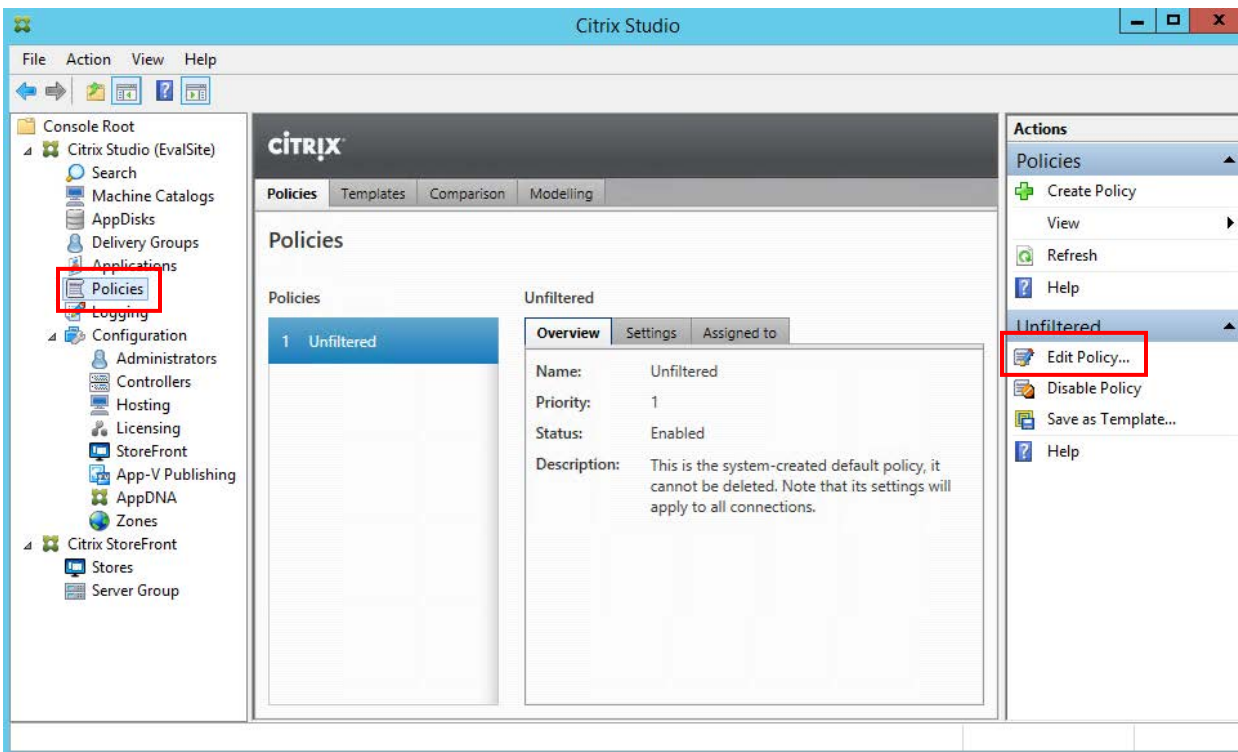 Citrix Studio
File Action View Help
Console Root
Citrix Studio (EvalSite)
Search
Machine Catalogs
AppDisks
Delivery Groups
Applications
Policies
Logging
Configuration
Administrators
Controllers
Hosting
Licensing
StoreFront
App-V Publishing
AppDNA
Zones
Citrix StoreFront
Stores
Server Group
CİTRIX
Policies Templates Comparison Modelling
Policies
Policies
1 Unfiltered
Unfiltered
Overview Settings Assigned to
Name: Unfiltered
Priority: 1
Status: Enabled
Description: This is the system-created default policy, it
cannot be deleted. Note that its settings will
apply to all connections.
Actions
Policies
Create Policy
View
Refresh
Help
Unfiltered
Edit Policy...
Disable Policy
Save as Template...
Help